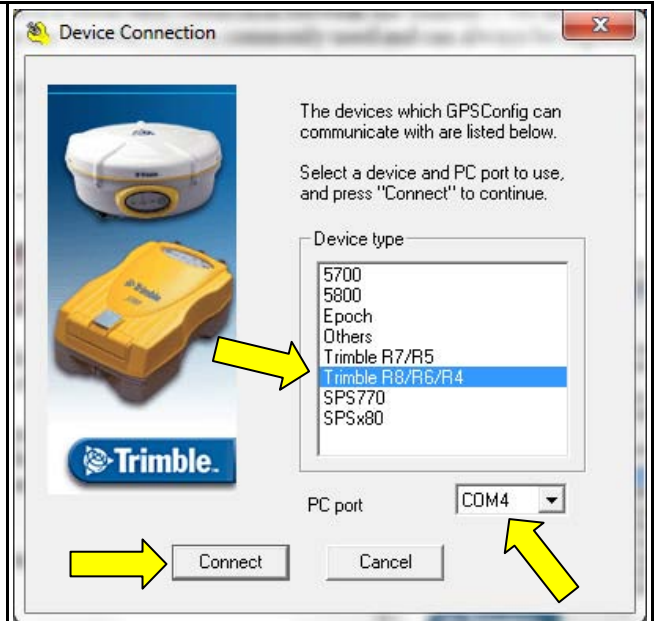 Device Connection
The devices which GPSConfig can
communicate with are listed below.
Select a device and PC port to use,
and press "Connect" to continue.
Device type
5700
5800
Epoch
Others
Trimble R7/R5
Trimble R8/R6/R4
SPS770
SPSx80
Trimble.
PC port
COM4
Connect
Cancel